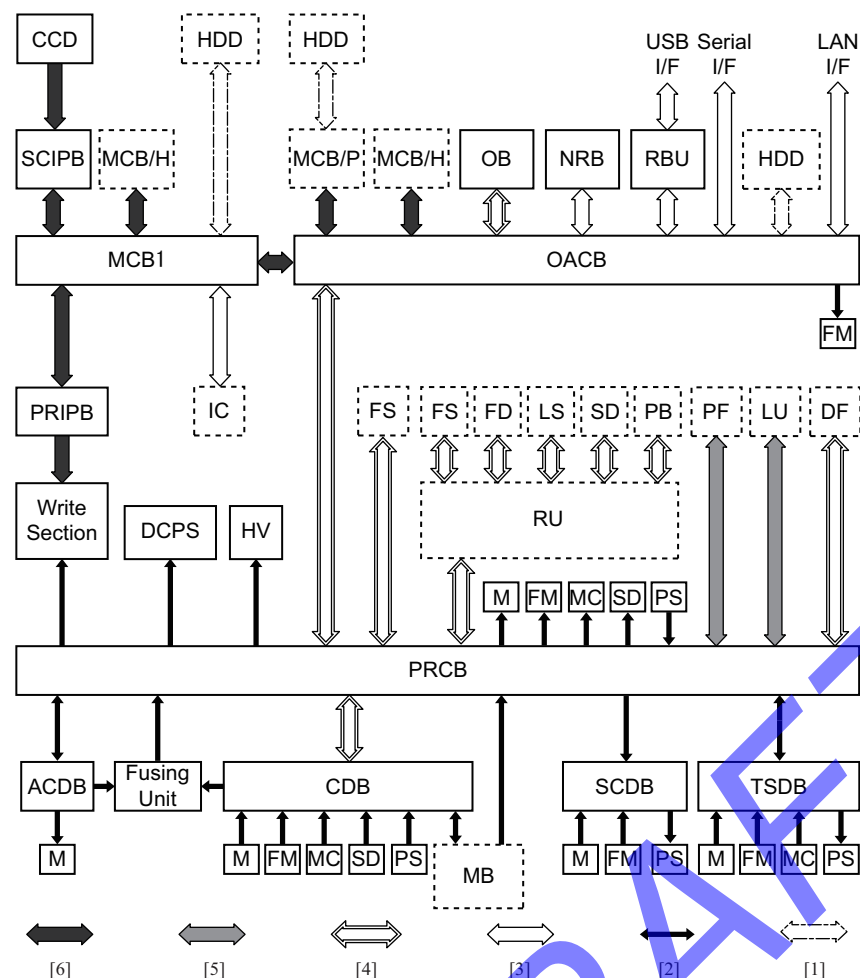 CCD
HDD
HDD
USB I/F
Serial I/F
LAN I/F
SCIPB
MCB/H
MCB/P
MCB/H
OB
NRB
RBU
HDD
MCB1
OACB
FM
PRIPB
IC
FS
FS
FD
LS
SD
PB
PF
LU
DF
Write Section
DCPS
HV
RU
M
FM
MC
SD
PS
PRCB
ACDB
Fusing Unit
CDB
SCDB
TSDB
M
M
FM
MC
SD
PS
MB
M
FM
PS
M
FM
MC
PS
[6]
[5]
[4]
[3]
[2]
[1]